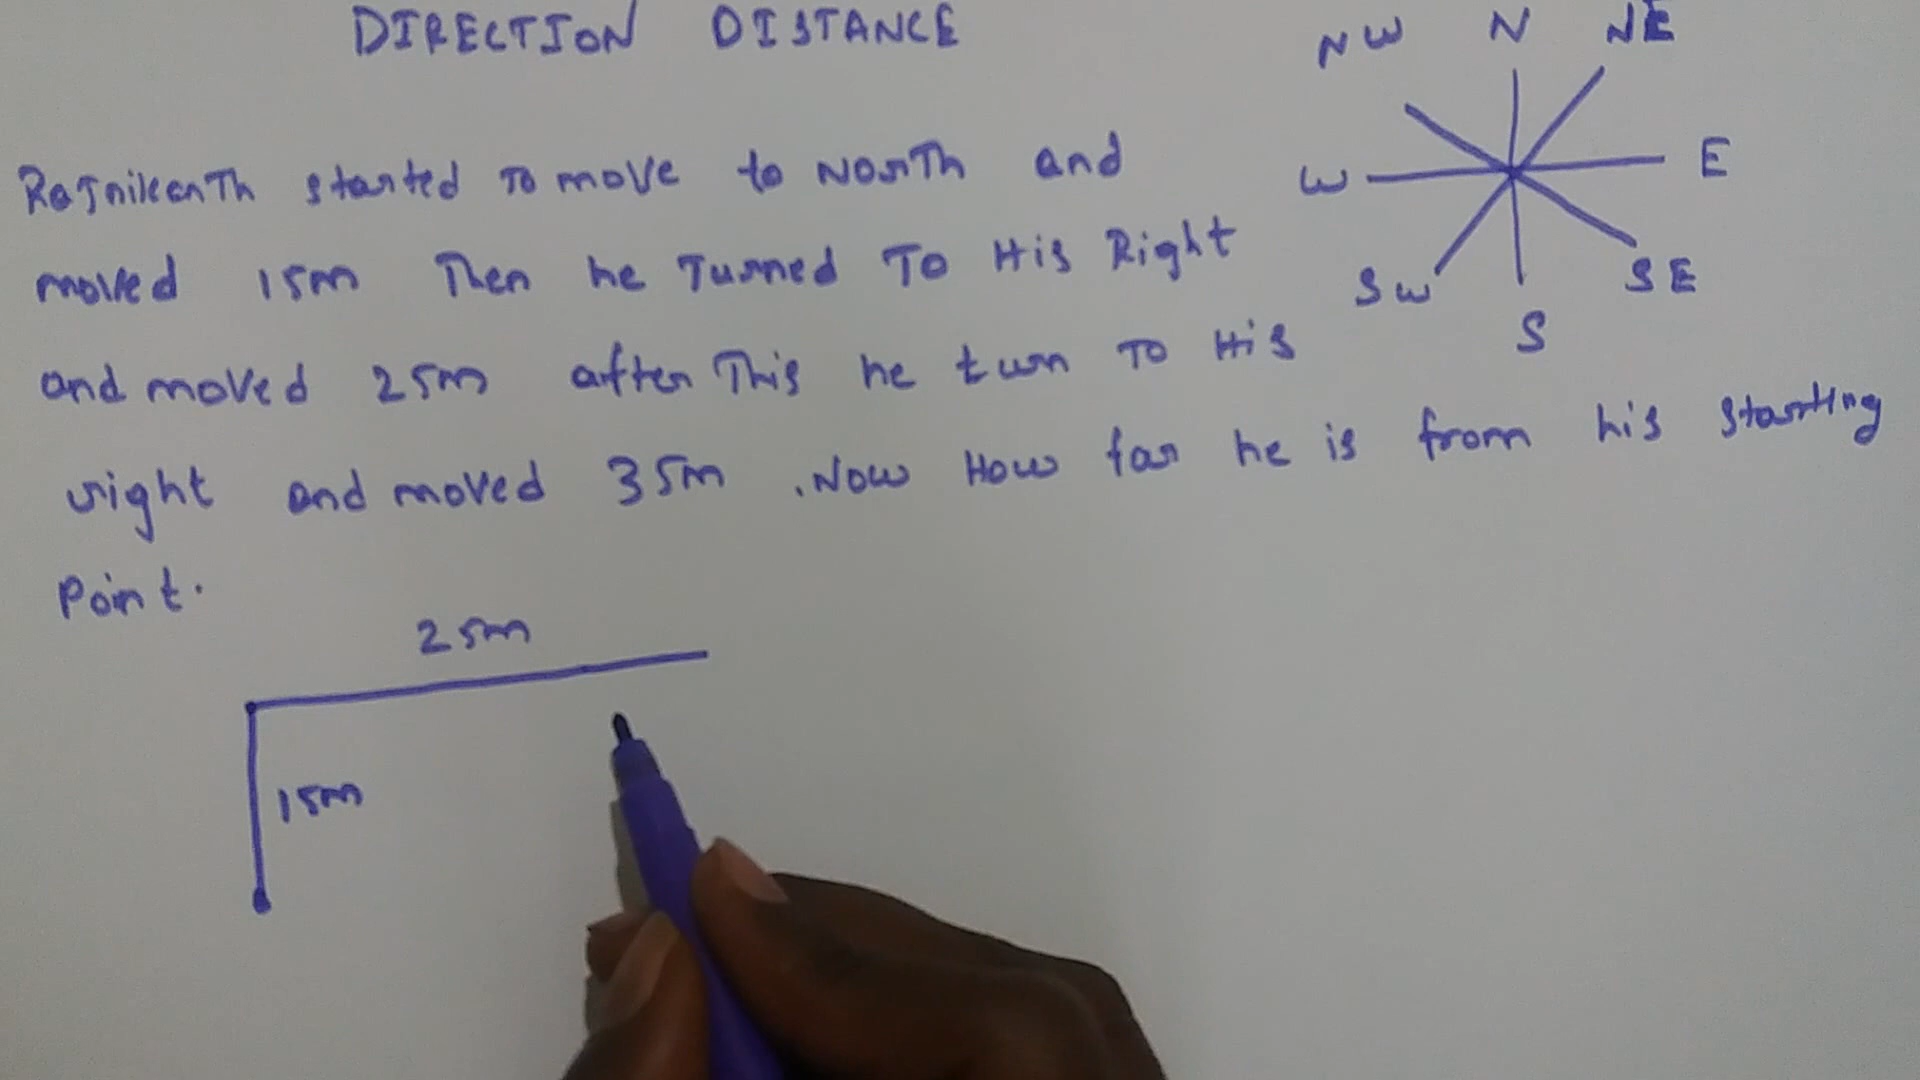 DIRECTION DISTANCE
NW N NE
W E
SW S SE
Rajnikanth started to move to North and
moved 15m Then he Turned To His Right
and moved 25m after This he turn To His
right and moved 35m . Now How far he is from his starting
Point.
25m
15m